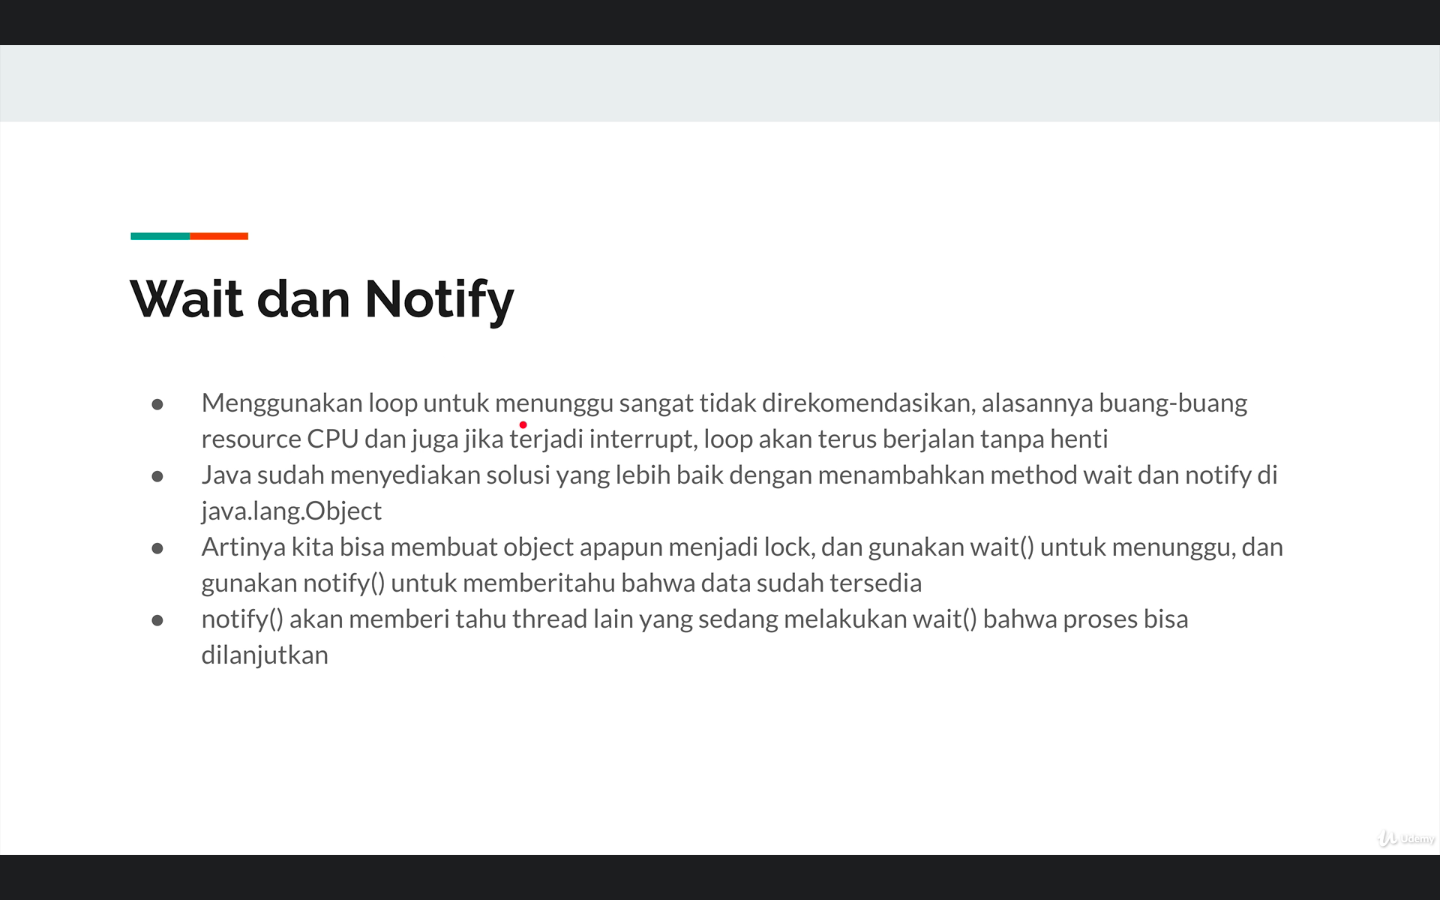 Wait dan Notify
● Menggunakan loop untuk menunggu sangat tidak direkomendasikan, alasannya buang-buang
resource CPU dan juga jika terjadi interrupt, loop akan terus berjalan tanpa henti
● Java sudah menyediakan solusi yang lebih baik dengan menambahkan method wait dan notify di
java.lang.Object
● Artinya kita bisa membuat object apapun menjadi lock, dan gunakan wait() untuk menunggu, dan
gunakan notify() untuk memberitahu bahwa data sudah tersedia
● notify() akan memberi tahu thread lain yang sedang melakukan wait() bahwa proses bisa
dilanjutkan
Udemy